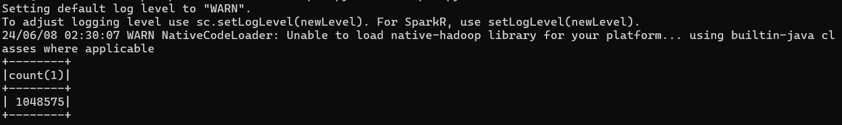 Setting default log level to "WARN".
To adjust logging level use sc.setLogLevel(newLevel). For SparkR, use setLogLevel(newLevel).
24/06/08 02:30:07 WARN NativeCodeLoader: Unable to load native-hadoop library for your platform... using builtin-java cl
asses where applicable
+--------+
|count(1)|
+--------+
| 1048575|
+--------+